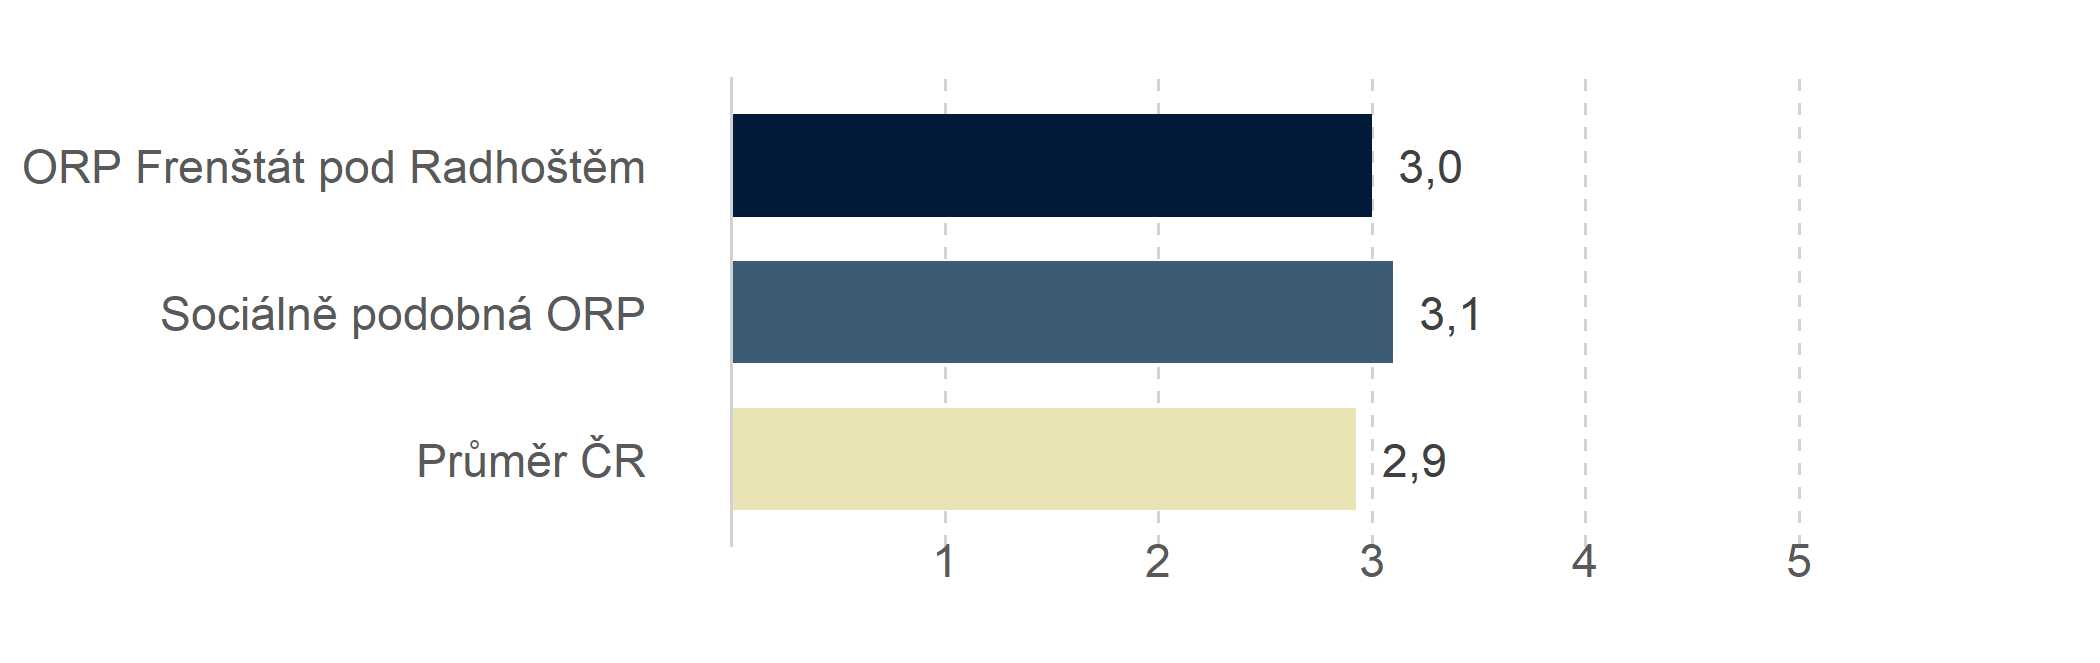 ORP Frenštát pod Radhoštěm 3,0
Sociálně podobná ORP 3,1
Průměr ČR 2,9
1 2 3 4 5